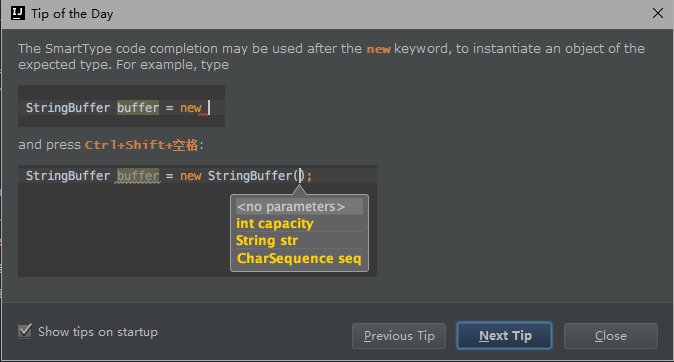 IJ Tip of the Day
The SmartType code completion may be used after the new keyword, to instantiate an object of the
expected type. For example, type
StringBuffer buffer = new
and press Ctrl+Shift+空格:
StringBuffer buffer = new StringBuffer();
<no parameters>
int capacity
String str
CharSequence seq
Show tips on startup
Previous Tip
Next Tip
Close